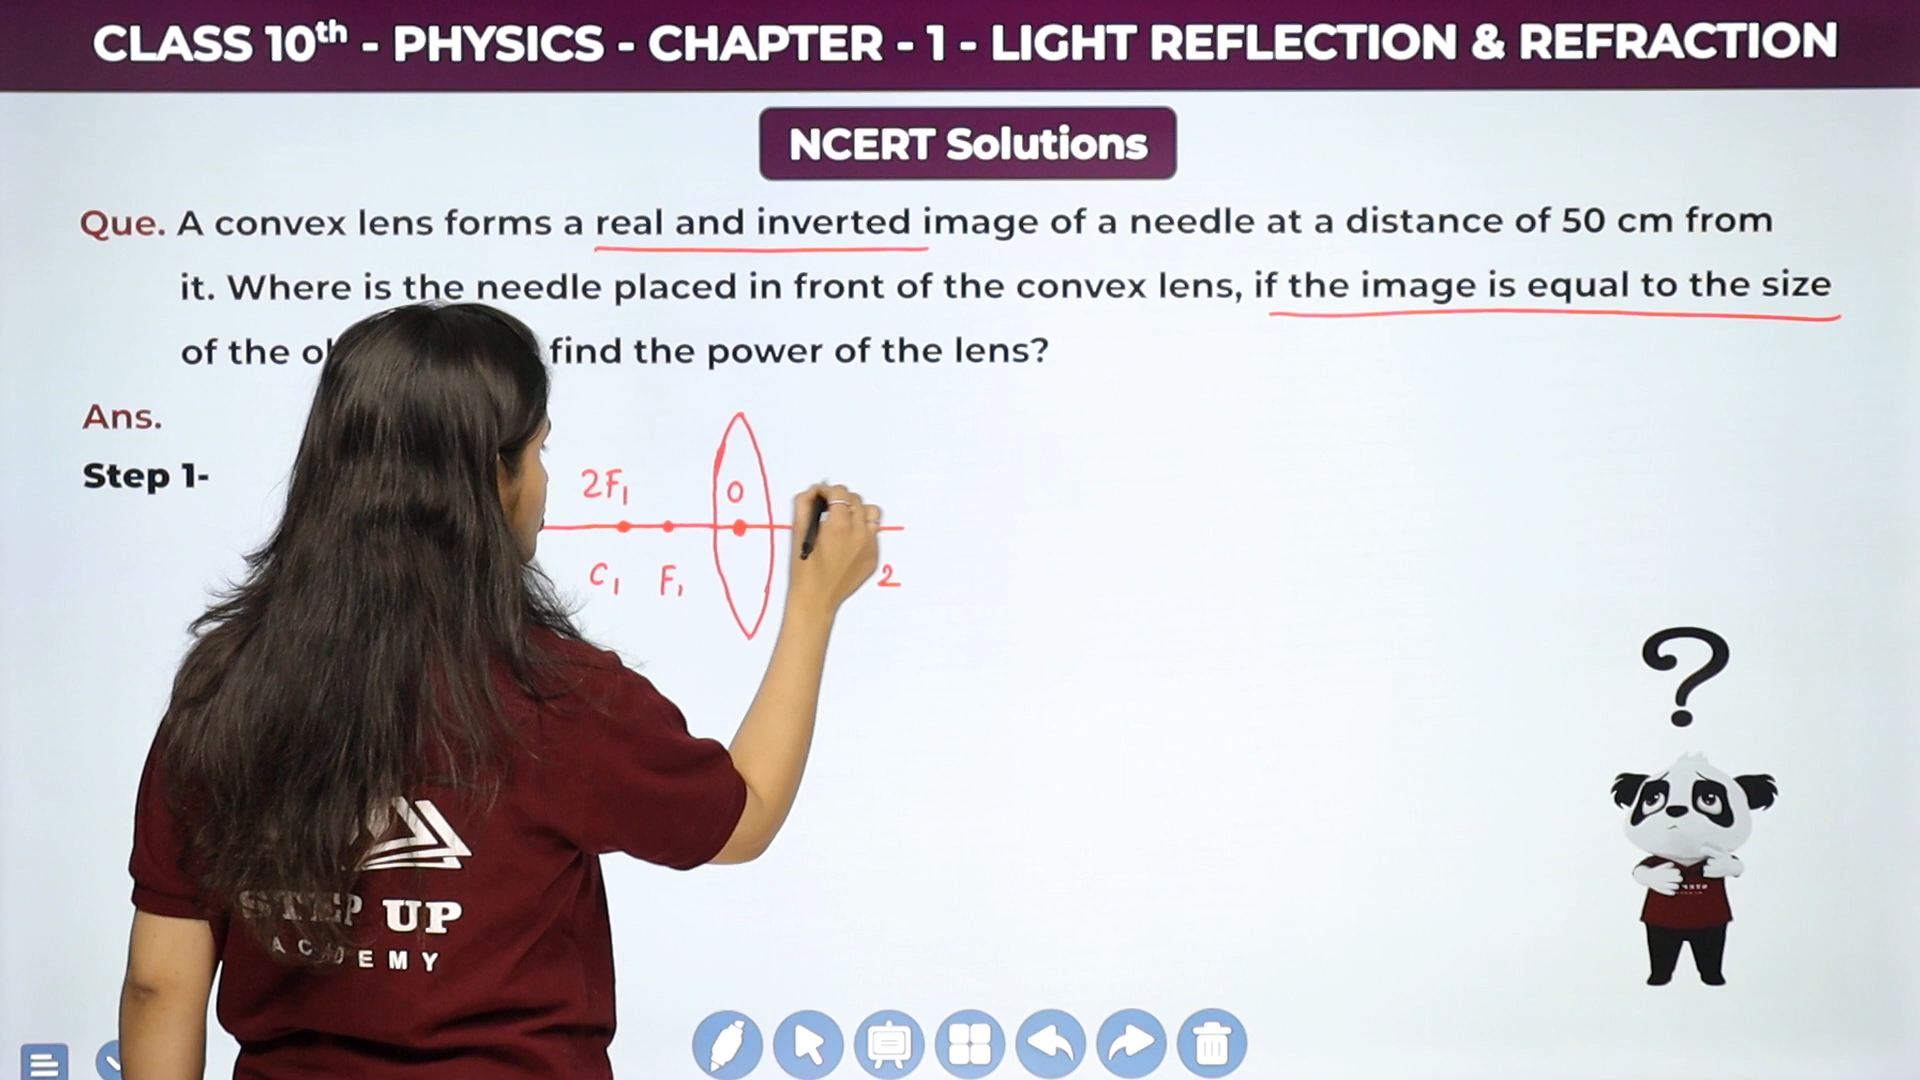 CLASS 10th - PHYSICS - CHAPTER - 1 - LIGHT REFLECTION & REFRACTION
NCERT Solutions
Que. A convex lens forms a real and inverted image of a needle at a distance of 50 cm from
it. Where is the needle placed in front of the convex lens, if the image is equal to the size
of the find the power of the lens?
Ans.
Step 1-
2F1
O
C1 F1
2
STEP UP
ACADEMY
?